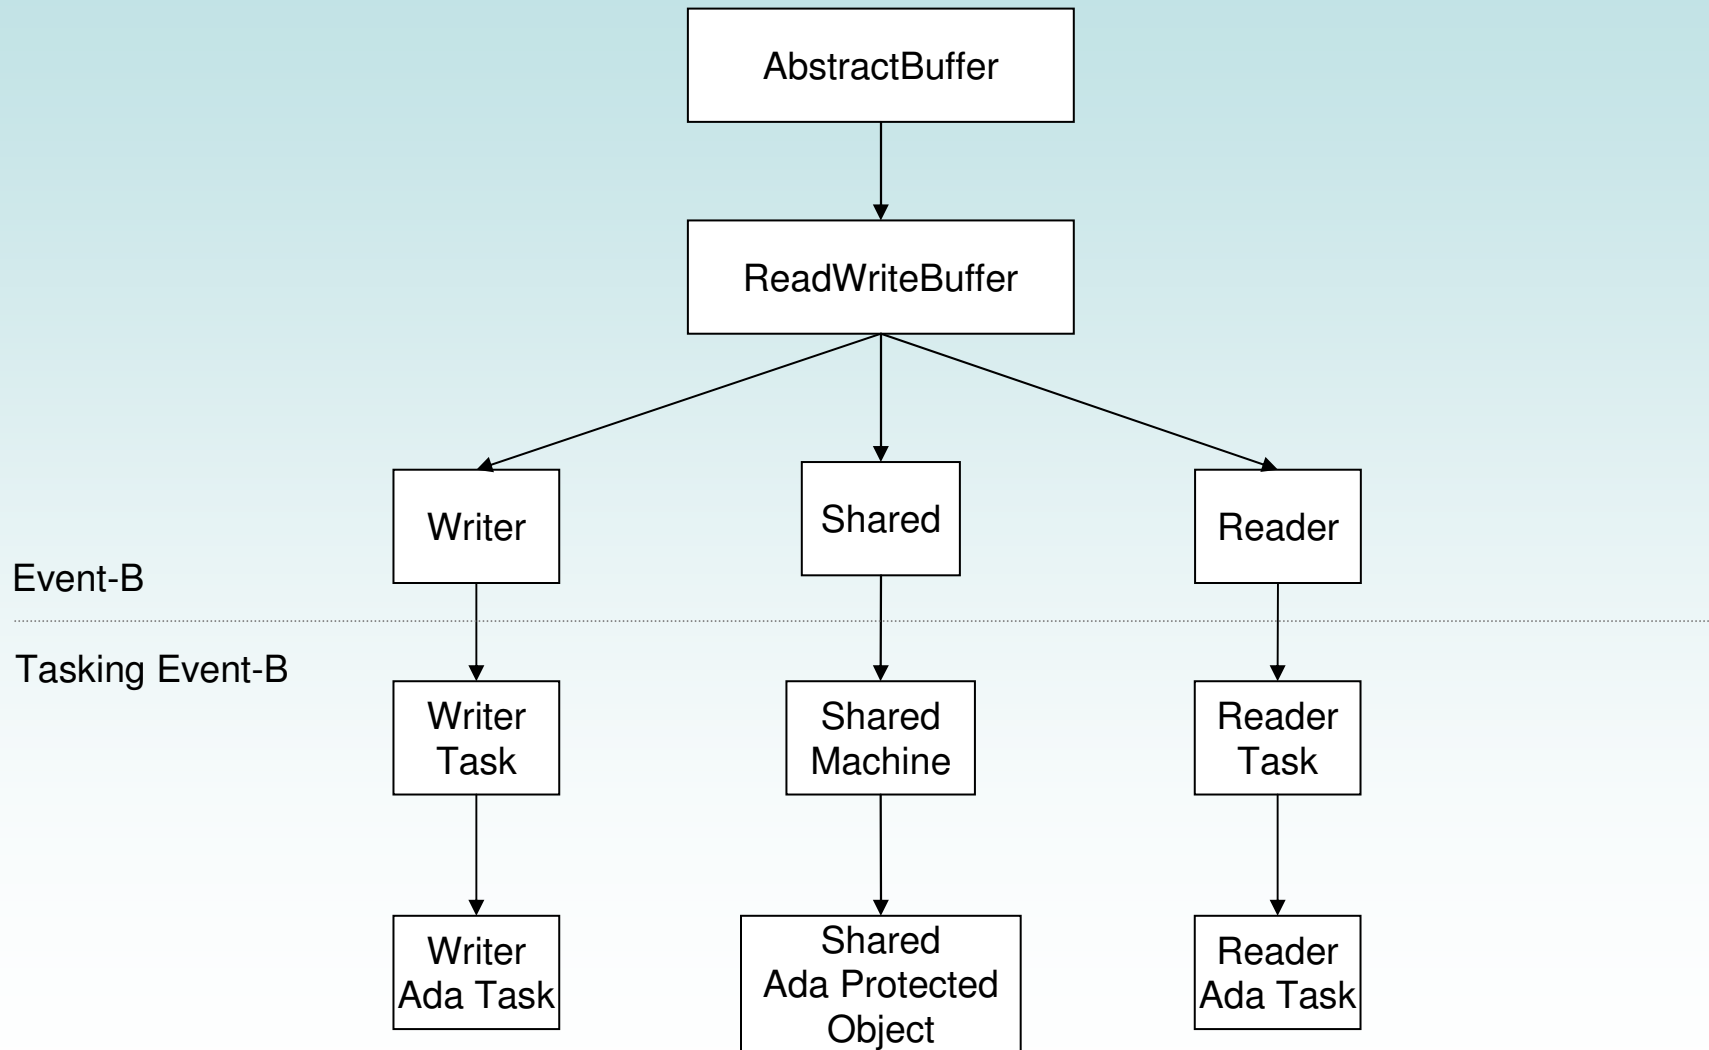 AbstractBuffer
ReadWriteBuffer
Writer
Shared
Reader
Event-B
Tasking Event-B
Writer
Task
Shared
Machine
Reader
Task
Writer
Ada Task
Shared
Ada Protected
Object
Reader
Ada Task